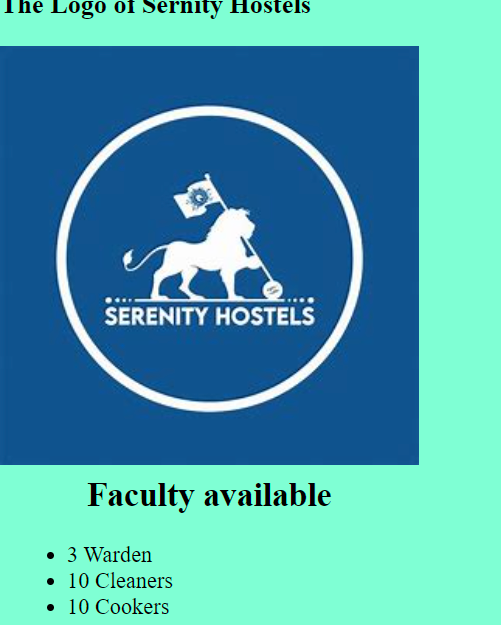 The Logo of Sernity Hostels
SERENITY HOSTELS
Faculty available
3 Warden
10 Cleaners
10 Cookers